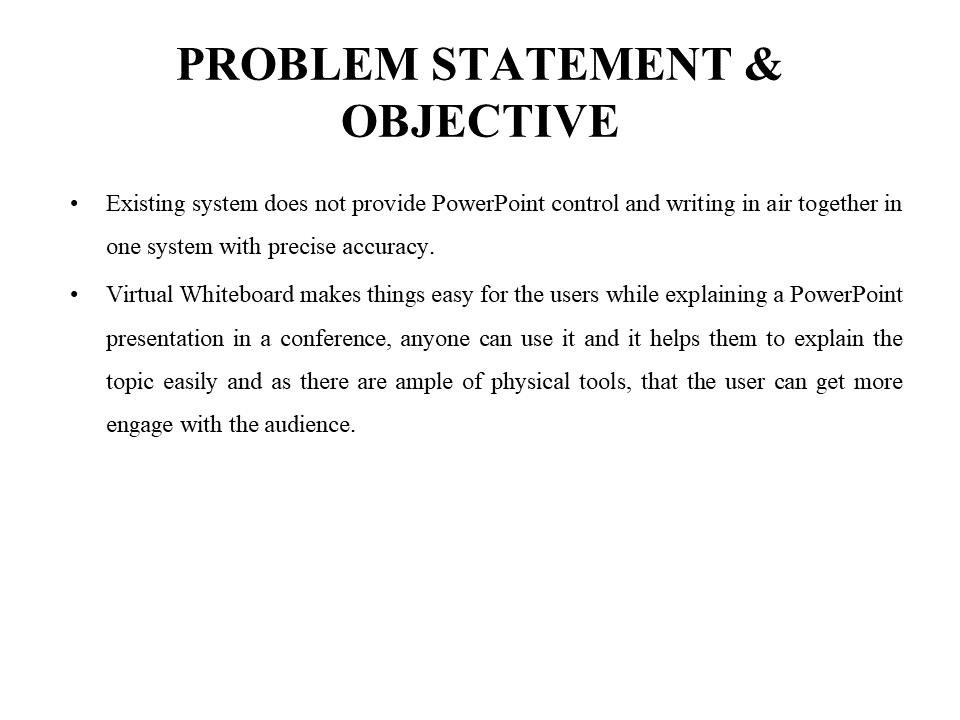 PROBLEM STATEMENT &
OBJECTIVE
• Existing system does not provide PowerPoint control and writing in air together in
one system with precise accuracy.
• Virtual Whiteboard makes things easy for the users while explaining a PowerPoint
presentation in a conference, anyone can use it and it helps them to explain the
topic easily and as there are ample of physical tools, that the user can get more
engage with the audience.